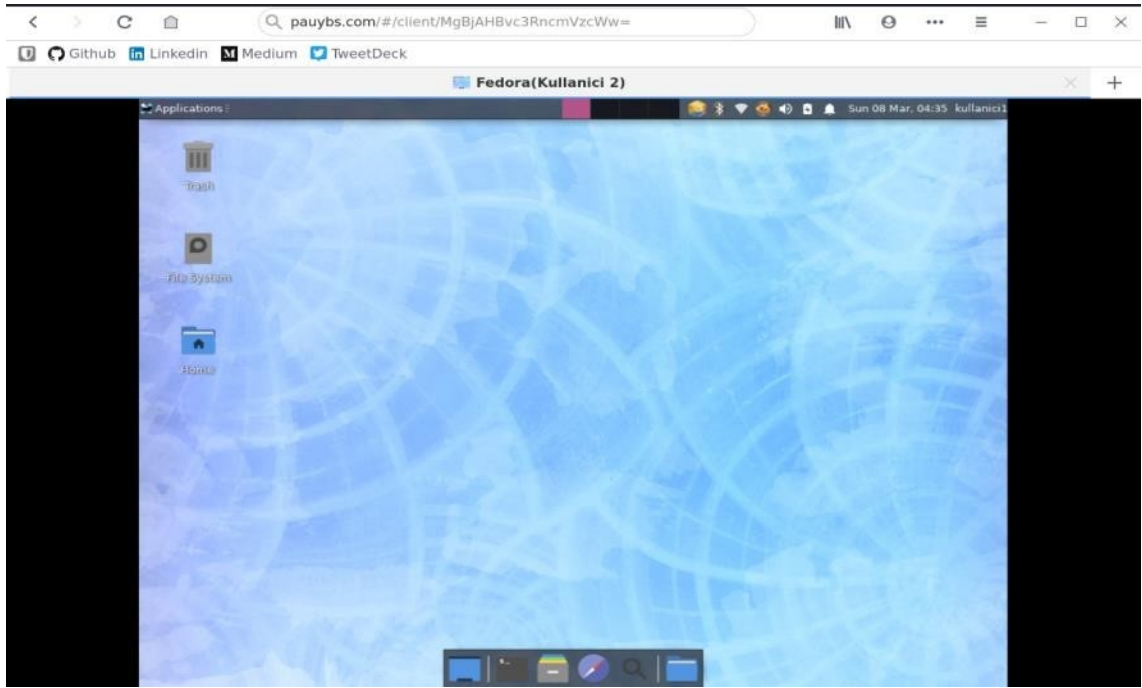 pauybs.com/#/client/MgBjAHBvc3RncmVzcWw=
Github Linkedin Medium TweetDeck
Fedora(Kullanici 2)
Applications Sun 08 Mar, 04:35 kullanici1
Trash
File System
Home